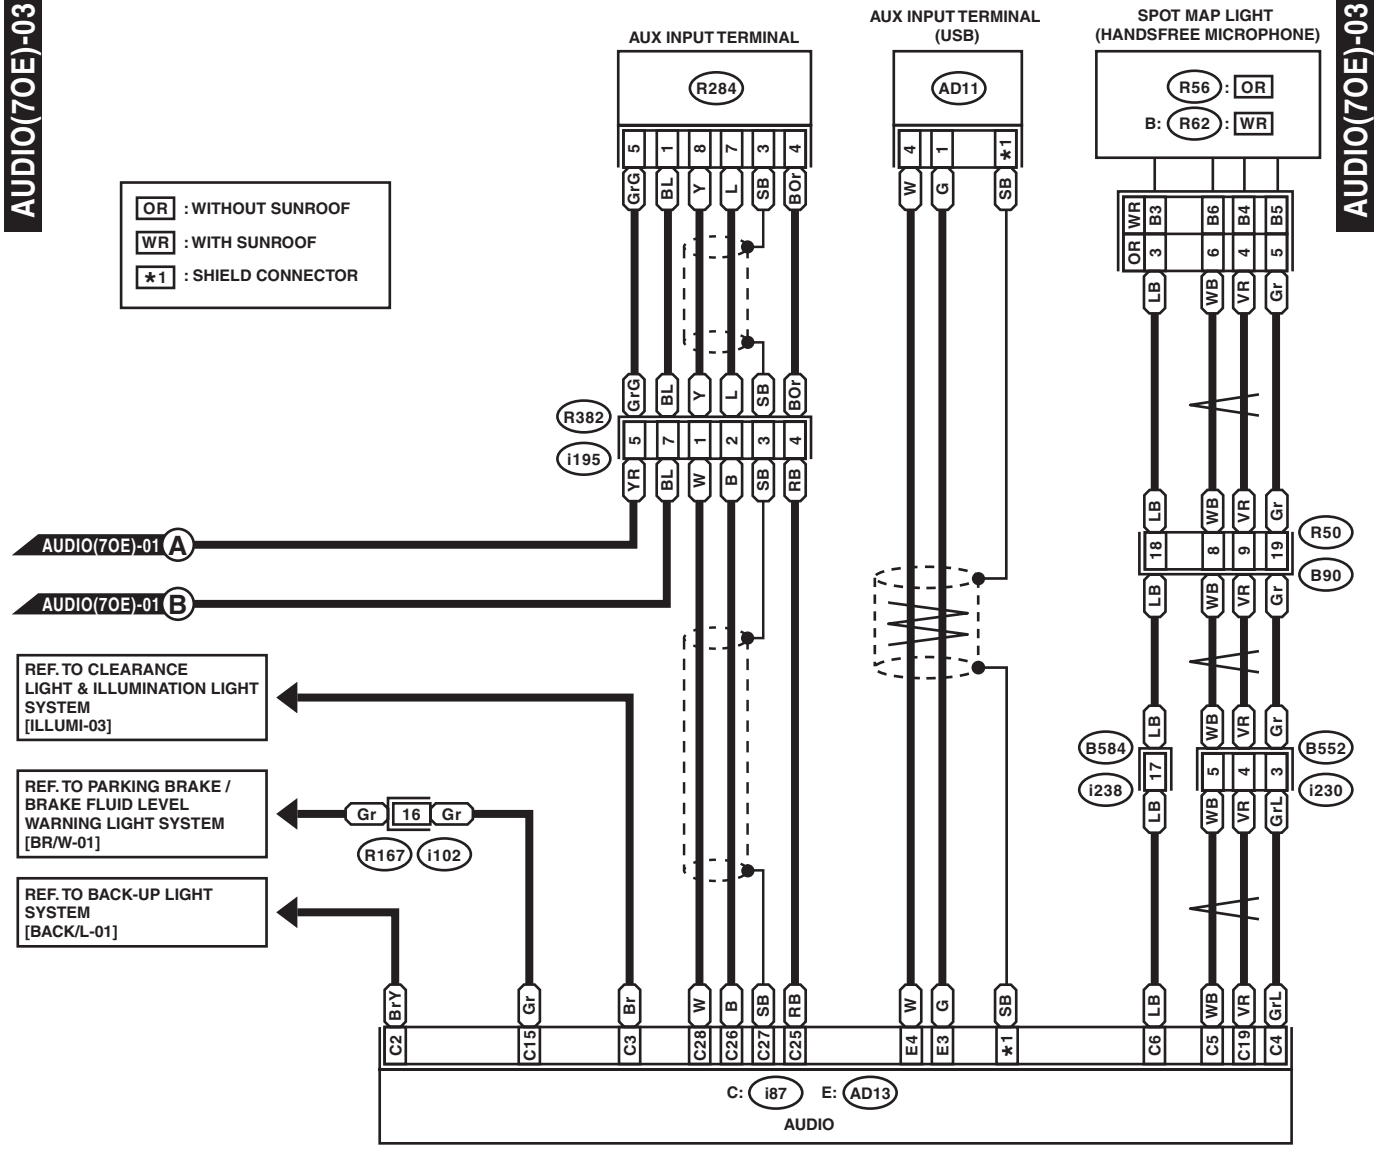 AUDIO(7OE)-03
AUDIO(7OE)-03
AUX INPUT TERMINAL
R284
AUX INPUT TERMINAL
(USB)
AD11
SPOT MAP LIGHT
(HANDSFREE MICROPHONE)
R56 : OR
B: R62 : WR
OR : WITHOUT SUNROOF
WR : WITH SUNROOF
*1 : SHIELD CONNECTOR
5 1 8 7 3 4
GrG BL Y L SB BOr
4 1 *1
W G SB
WR B3 B6 B4 B5
OR 3 6 4 5
LB WB VR Gr
GrG BL Y L SB BOr
R382
5 7 1 2 3 4
i195
YR BL W B SB RB
LB WB VR Gr
R50
18 8 9 19
B90
LB WB VR Gr
AUDIO(7OE)-01 A
AUDIO(7OE)-01 B
REF. TO CLEARANCE
LIGHT & ILLUMINATION LIGHT
SYSTEM
[ILLUMI-03]
LB WB VR Gr
B584 B552
17 5 4 3
i238 i230
LB WB VR GrL
REF. TO PARKING BRAKE /
BRAKE FLUID LEVEL
WARNING LIGHT SYSTEM
[BR/W-01]
Gr 16 Gr
R167 i102
REF. TO BACK-UP LIGHT
SYSTEM
[BACK/L-01]
BrY Gr Br W B SB RB W G SB LB WB VR GrL
C2 C15 C3 C28 C26 C27 C25 E4 E3 *1 C6 C5 C19 C4
C: i87 E: AD13
AUDIO